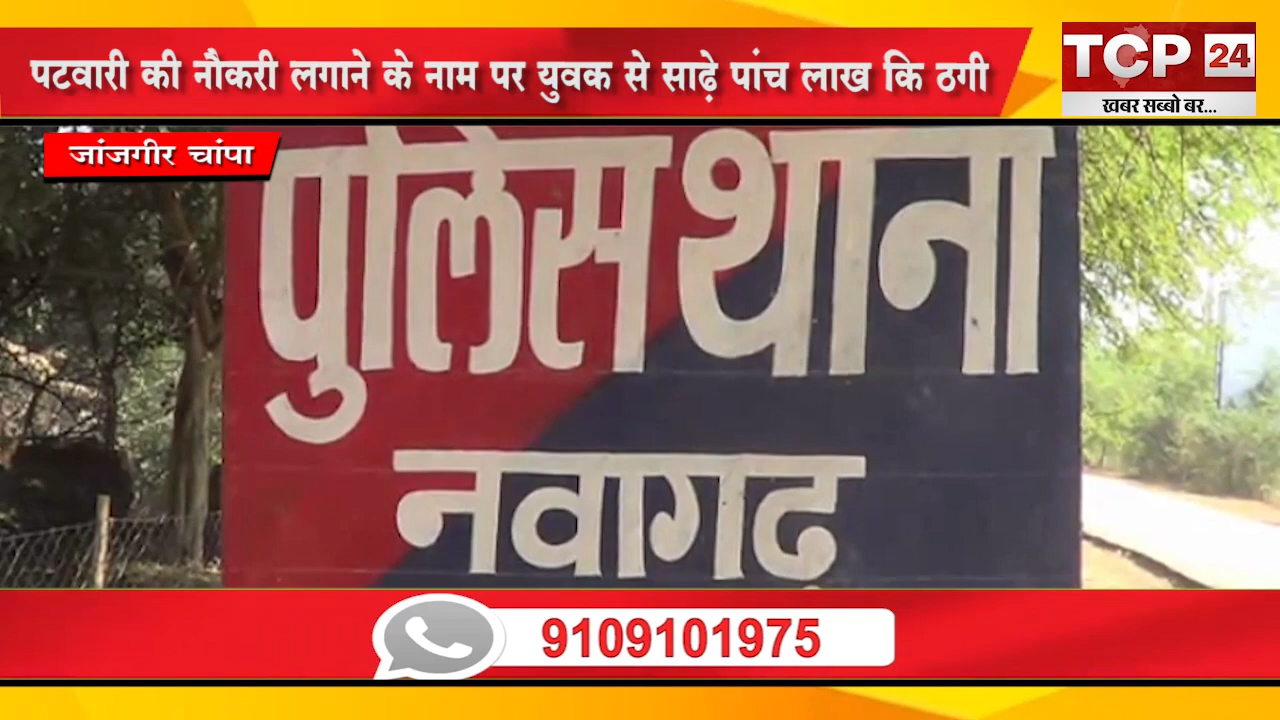 पटवारी की नौकरी लगाने के नाम पर युवक से साढ़े पांच लाख कि ठगी
TCP 24
खबर सब्बो बर...
जांजगीर चांपा
पुलिस थाना
नवागढ़
9109101975